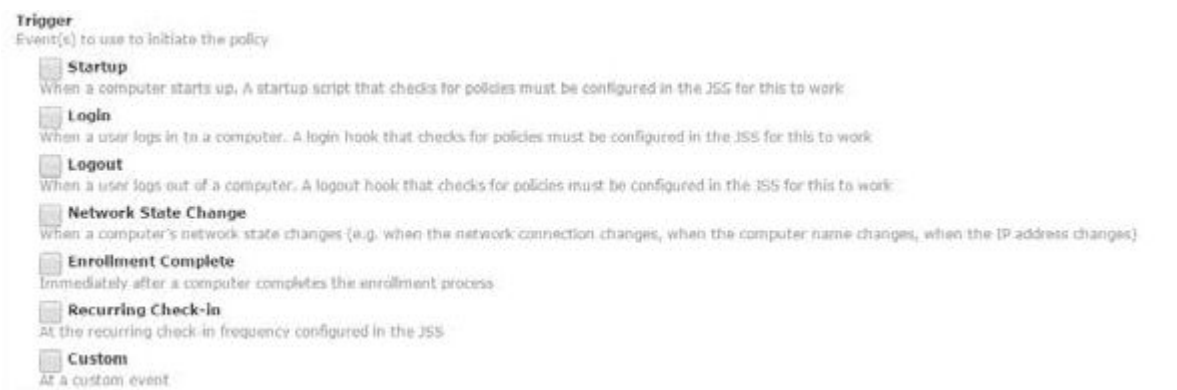 Trigger
Event(s) to use to initiate the policy
Startup
When a computer starts up. A startup script that checks for policies must be configured in the JSS for this to work
Login
When a user logs in to a computer. A login hook that checks for policies must be configured in the JSS for this to work
Logout
When a user logs out of a computer. A logout hook that checks for policies must be configured in the JSS for this to work
Network State Change
When a computer's network state changes (e.g. when the network connection changes, when the computer name changes, when the IP address changes)
Enrollment Complete
Immediately after a computer completes the enrollment process
Recurring Check-in
At the recurring check-in frequency configured in the JSS
Custom
At a custom event